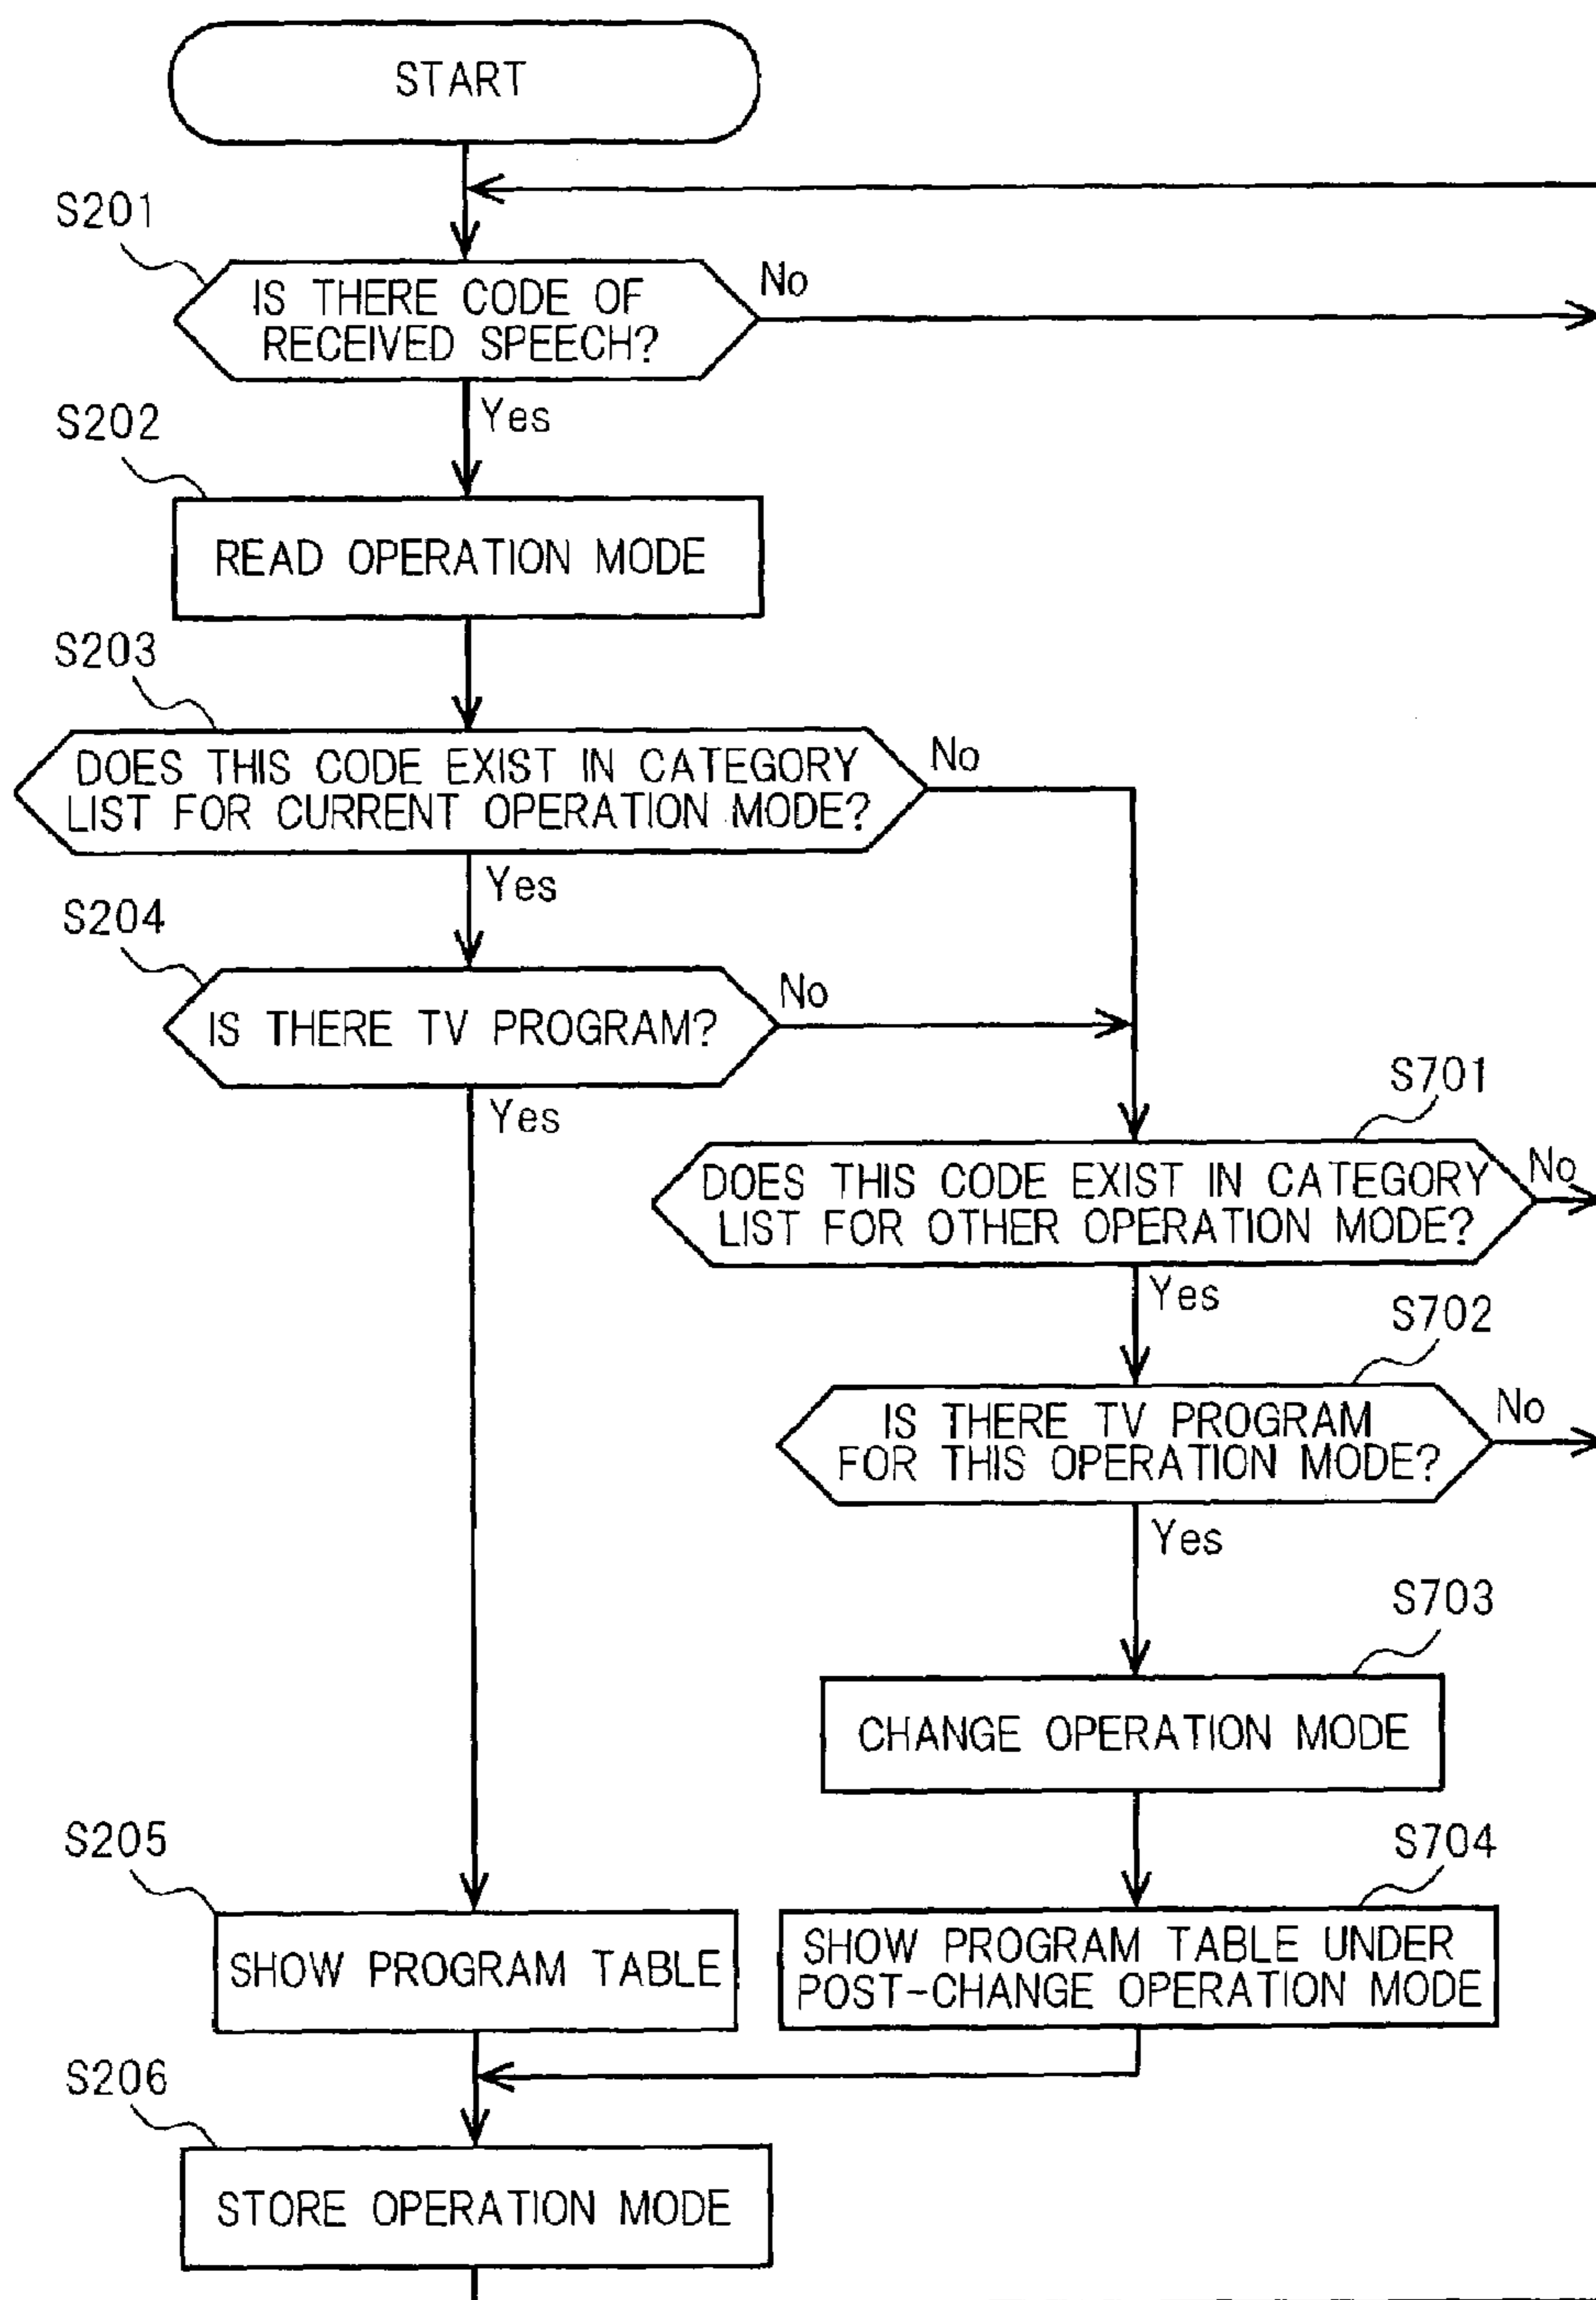 START
S201
IS THERE CODE OF
RECEIVED SPEECH?
No
Yes
S202
READ OPERATION MODE
S203
DOES THIS CODE EXIST IN CATEGORY
LIST FOR CURRENT OPERATION MODE?
No
Yes
S204
IS THERE TV PROGRAM?
No
Yes
S701
DOES THIS CODE EXIST IN CATEGORY
LIST FOR OTHER OPERATION MODE?
No
Yes
S702
IS THERE TV PROGRAM
FOR THIS OPERATION MODE?
No
Yes
S703
CHANGE OPERATION MODE
S205
SHOW PROGRAM TABLE
S704
SHOW PROGRAM TABLE UNDER
POST-CHANGE OPERATION MODE
S206
STORE OPERATION MODE